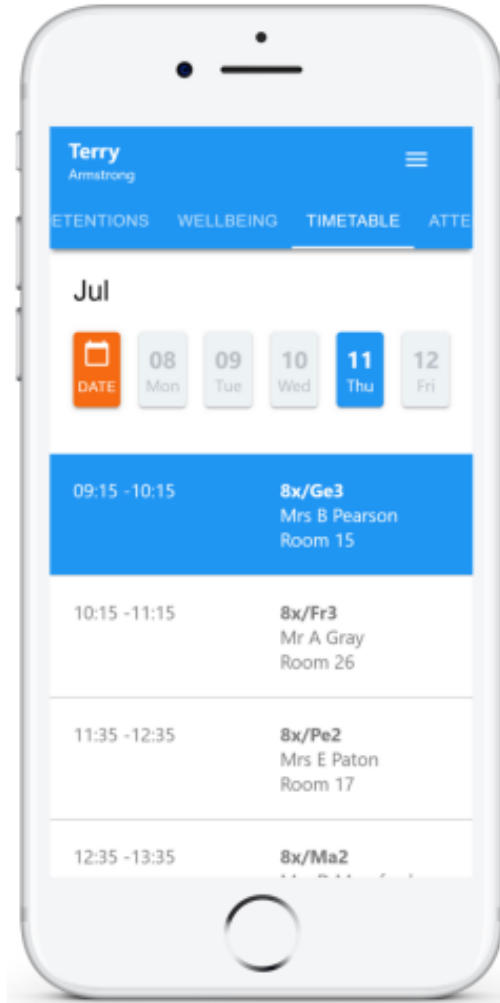 Terry
Armstrong
ETENTIONS WELLBEING TIMETABLE ATTE
Jul
DATE 08 Mon 09 Tue 10 Wed 11 Thu 12 Fri
09:15 -10:15 8x/Ge3
Mrs B Pearson
Room 15
10:15 -11:15 8x/Fr3
Mr A Gray
Room 26
11:35 -12:35 8x/Pe2
Mrs E Paton
Room 17
12:35 -13:35 8x/Ma2